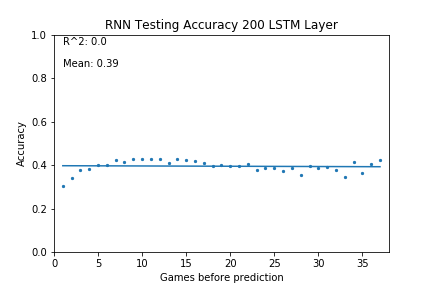 RNN Testing Accuracy 200 LSTM Layer
R^2: 0.0
Mean: 0.39
1.0
0.8
0.6
0.4
0.2
0.0
Accuracy
0 5 10 15 20 25 30 35
Games before prediction